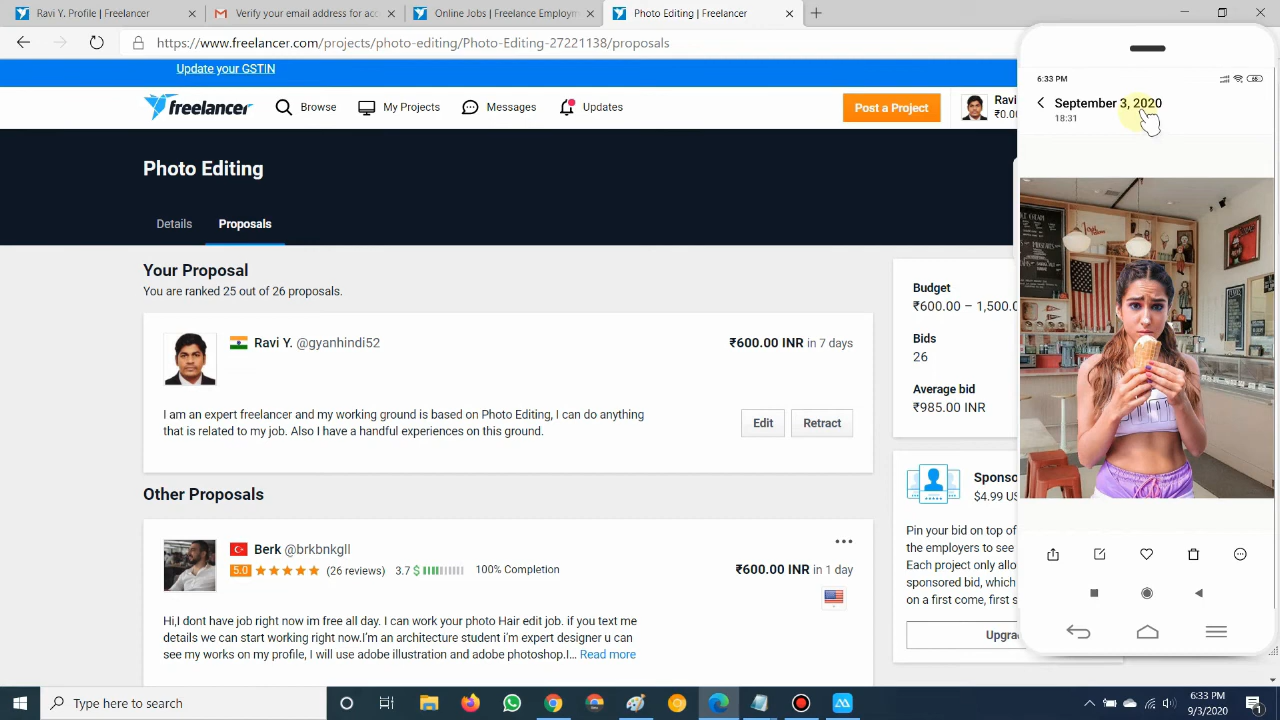 Ravi Y. Profile | Freelancer
Verify your email address for acc
Online Jobs | Freelance Employm
Photo Editing | Freelancer
https://www.freelancer.com/projects/photo-editing/Photo-Editing-27221138/proposals
Update your GSTIN
freelancer
Browse
My Projects
Messages
Updates
Post a Project
Ravi
₹0.00
Photo Editing
Details
Proposals
Your Proposal
You are ranked 25 out of 26 proposals.
Ravi Y. @gyanhindi52
₹600.00 INR in 7 days
I am an expert freelancer and my working ground is based on Photo Editing, I can do anything
that is related to my job. Also I have a handful experiences on this ground.
Edit
Retract
Other Proposals
Berk @brkbnkgll
5.0
(26 reviews)
3.7 $
100% Completion
₹600.00 INR in 1 day
Hi,I dont have job right now im free all day. I can work your photo Hair edit job. if you text me
details we can start working right now.I'm an architecture student i'm expert designer u can
see my works on my profile, I will use adobe illustration and adobe photoshop.I... Read more
Budget
₹600.00 – 1,500.0
Bids
26
Average bid
₹985.00 INR
Sponso
$4.99 US
Pin your bid on top of
the employers to see
Each project only allo
sponsored bid, which
on a first come, first s
Upgra
6:33 PM
September 3, 2020
18:31
Type here to search
6:33 PM
9/3/2020